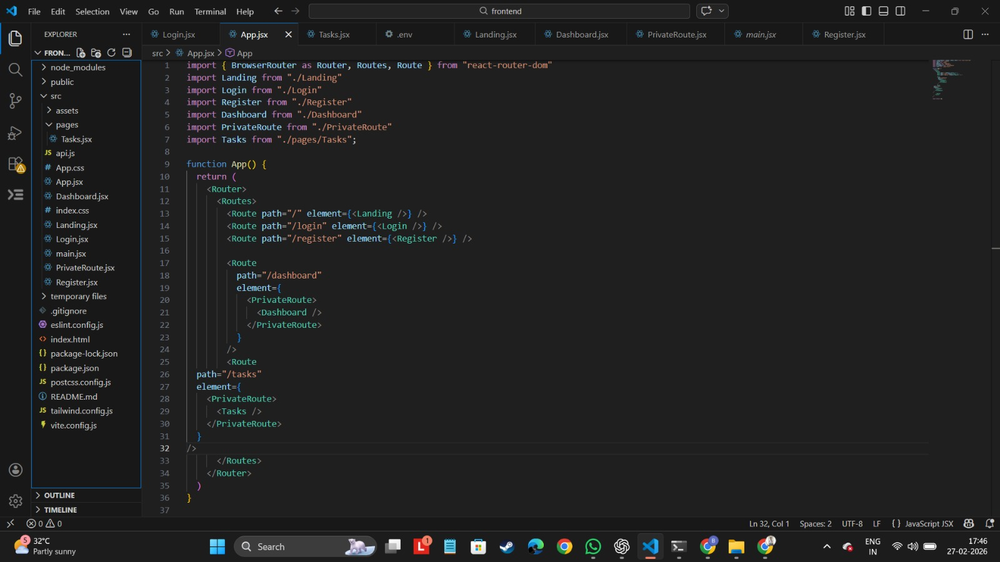 File Edit Selection View Go Run Terminal Help
frontend
EXPLORER
FRON...
node_modules
public
src
assets
pages
Tasks.jsx
JS api.js
# App.css
App.jsx
Dashboard.jsx
# index.css
Landing.jsx
Login.jsx
main.jsx
PrivateRoute.jsx
Register.jsx
temporary files
.gitignore
eslint.config.js
<> index.html
{} package-lock.json
{} package.json
JS postcss.config.js
README.md
JS tailwind.config.js
vite.config.js
OUTLINE
TIMELINE
Login.jsx App.jsx Tasks.jsx .env Landing.jsx Dashboard.jsx PrivateRoute.jsx main.jsx Register.jsx
src > App.jsx > App
1 import { BrowserRouter as Router, Routes, Route } from "react-router-dom"
2 import Landing from "./Landing"
3 import Login from "./Login"
4 import Register from "./Register"
5 import Dashboard from "./Dashboard"
6 import PrivateRoute from "./PrivateRoute"
7 import Tasks from "./pages/Tasks";
8
9 function App() {
10 return (
11 <Router>
12 <Routes>
13 <Route path="/" element={<Landing />} />
14 <Route path="/login" element={<Login />} />
15 <Route path="/register" element={<Register />} />
16
17 <Route
18 path="/dashboard"
19 element={
20 <PrivateRoute>
21 <Dashboard />
22 </PrivateRoute>
23 }
24 />
25 <Route
26 path="/tasks"
27 element={
28 <PrivateRoute>
29 <Tasks />
30 </PrivateRoute>
31 }
32 />
33 </Routes>
34 </Router>
35 )
36 }
37
0 0
Ln 32, Col 1 Spaces: 2 UTF-8 LF {} JavaScript JSX
5
32°C
Partly sunny
Search
L 1
B
ENG
IN
17:46
27-02-2026